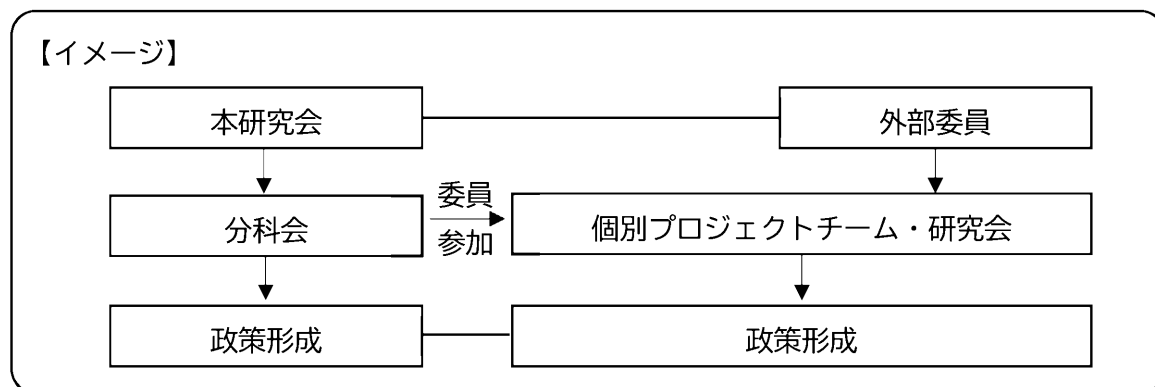 【イメージ】
本研究会
外部委員
分科会
委員
参加
個別プロジェクトチーム・研究会
政策形成
政策形成